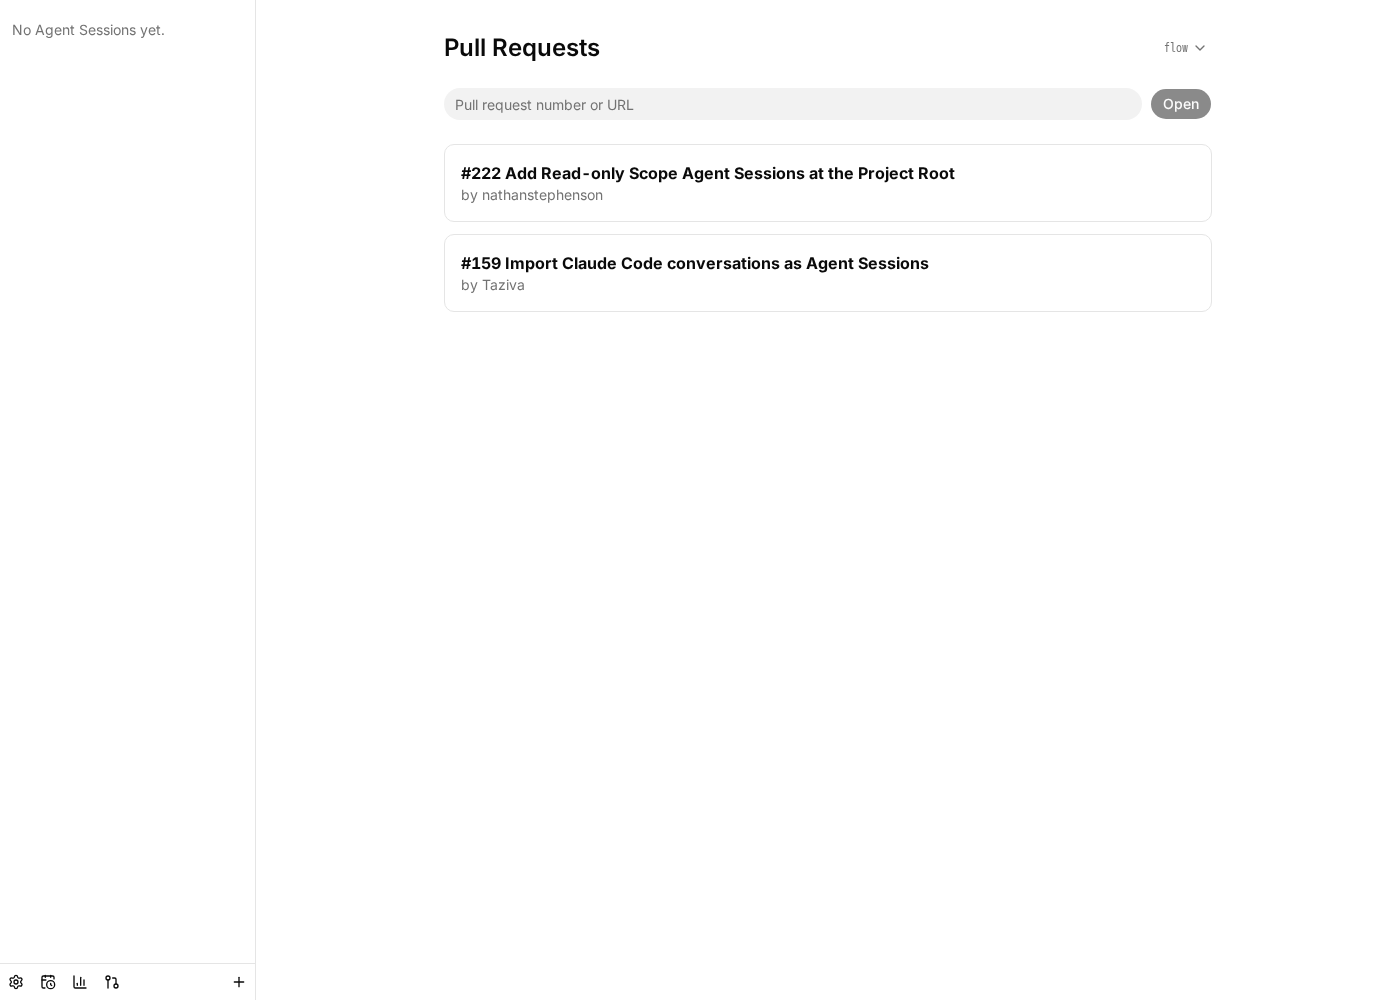 No Agent Sessions yet.
Pull Requests
flow
Pull request number or URL
Open
#222 Add Read-only Scope Agent Sessions at the Project Root
by nathanstephenson
#159 Import Claude Code conversations as Agent Sessions
by Taziva